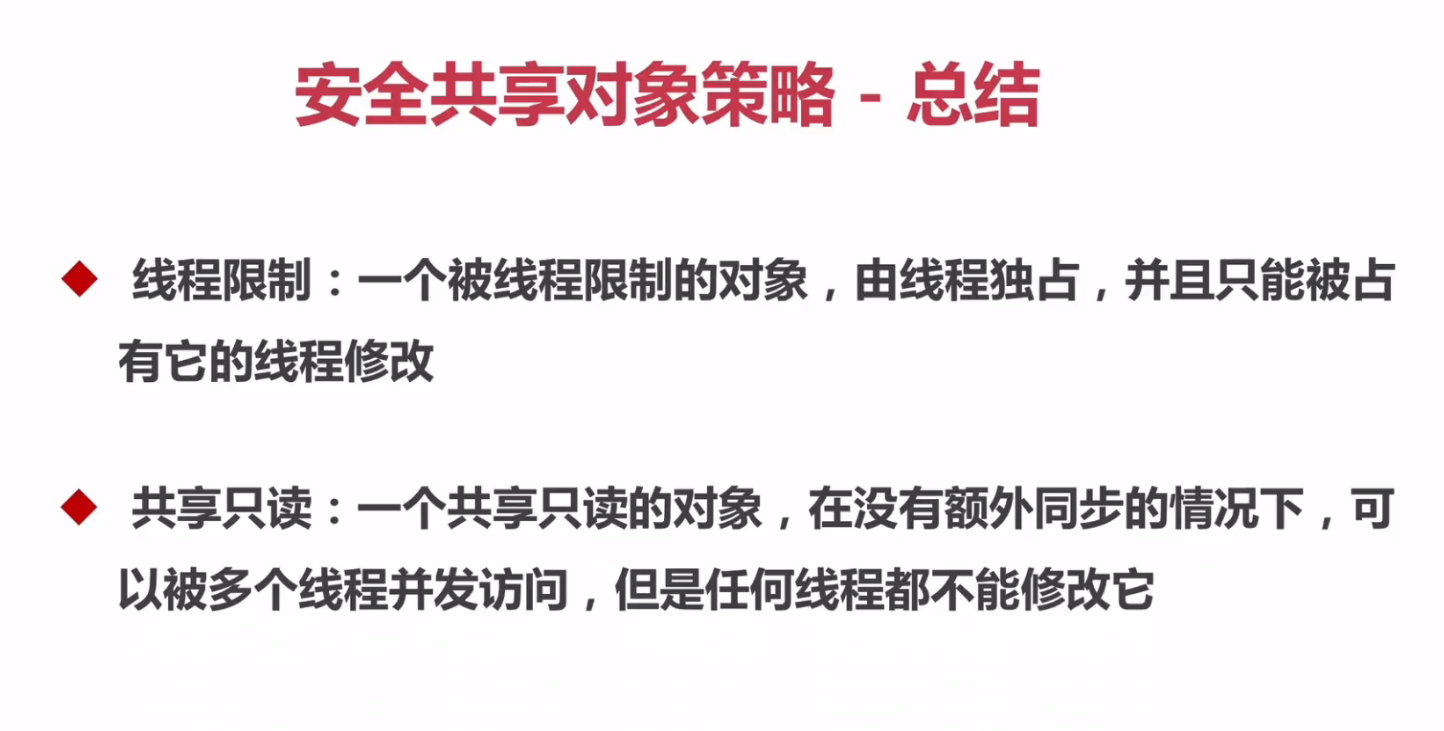 安全共享对象策略 - 总结
◆ 线程限制：一个被线程限制的对象，由线程独占，并且只能被占
有它的线程修改
◆ 共享只读：一个共享只读的对象，在没有额外同步的情况下，可
以被多个线程并发访问，但是任何线程都不能修改它